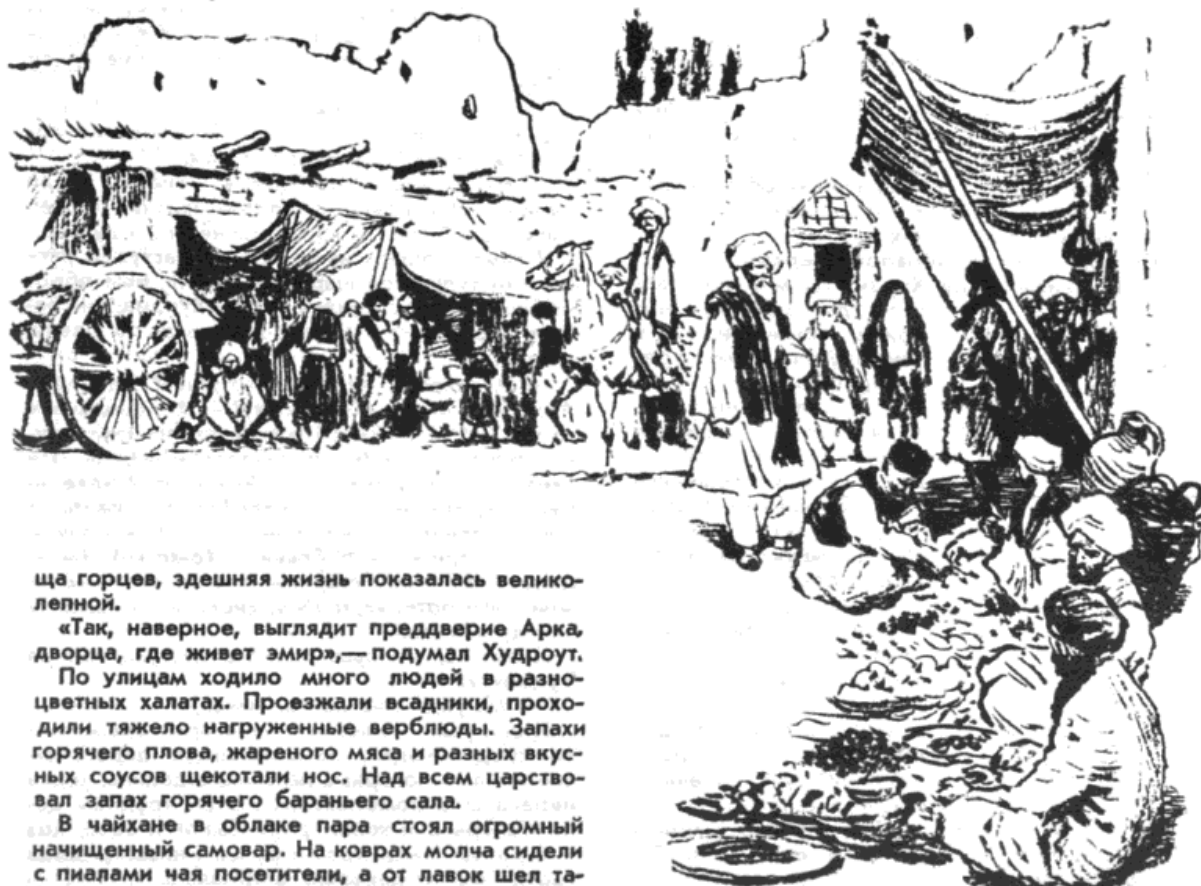 ща горцев, здешняя жизнь показалась велико-
лепной.
«Так, наверное, выглядит преддверие Арка,
дворца, где живет эмир»,— подумал Худроут.
По улицам ходило много людей в разно-
цветных халатах. Проезжали всадники, прохо-
дили тяжело нагруженные верблюды. Запахи
горячего плова, жареного мяса и разных вкус-
ных соусов щекотали нос. Над всем царство-
вал запах горячего бараньего сала.
В чайхане в облаке пара стоял огромный
начищенный самовар. На коврах молча сидели
с пиалами чая посетители, а от лавок шел та-